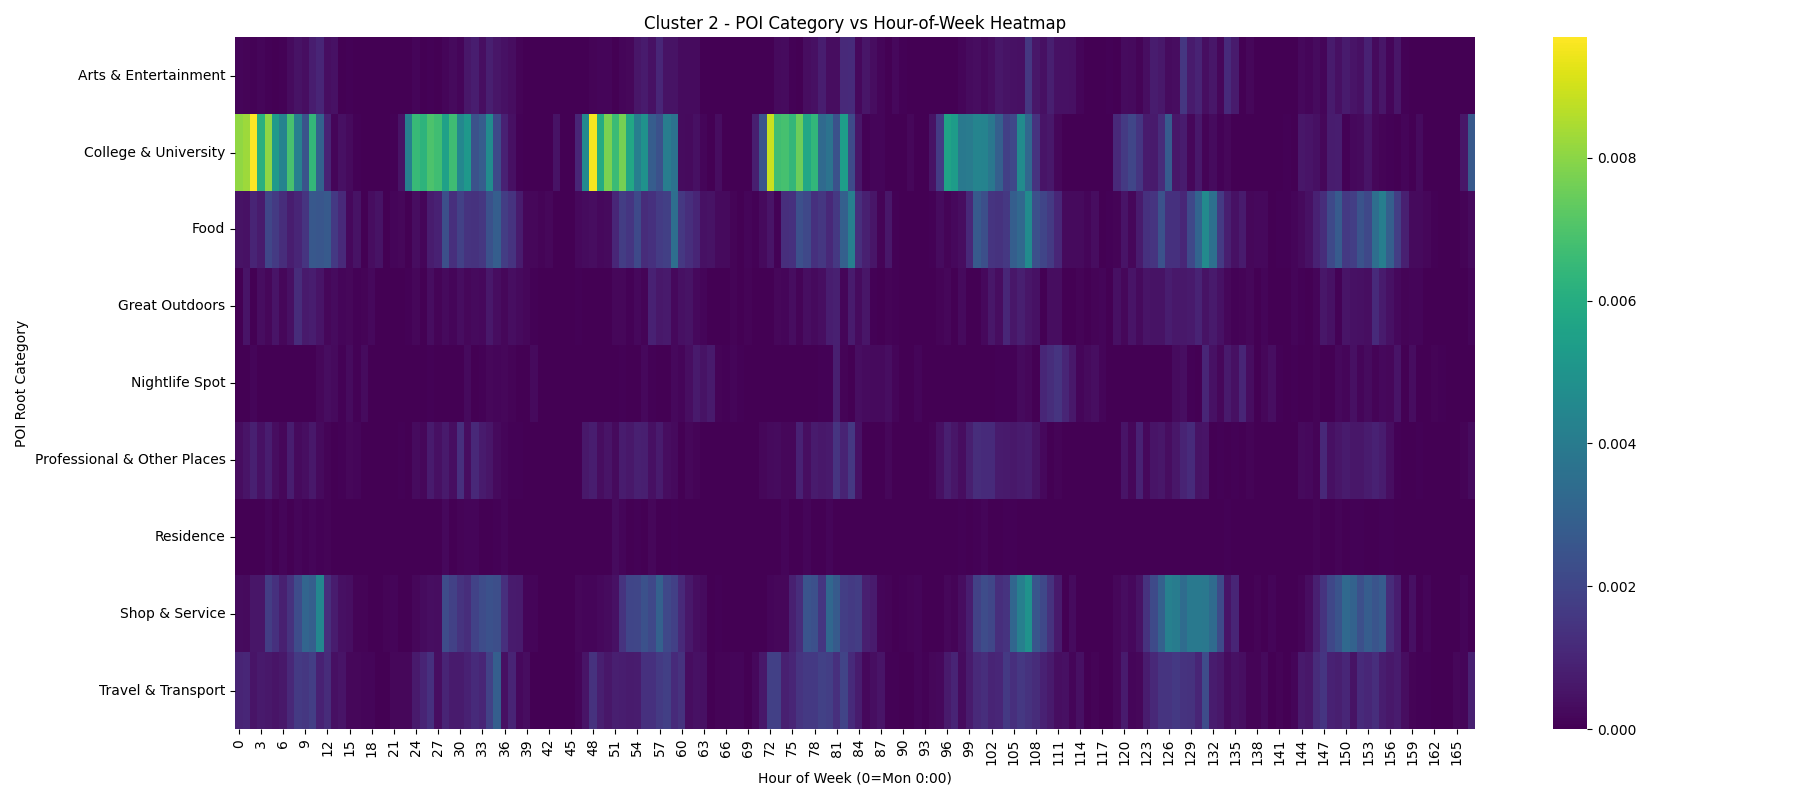 Cluster 2 - POI Category vs Hour-of-Week Heatmap
POI Root Category
Arts & Entertainment
College & University
Food
Great Outdoors
Nightlife Spot
Professional & Other Places
Residence
Shop & Service
Travel & Transport
0 3 6 9 12 15 18 21 24 27 30 33 36 39 42 45 48 51 54 57 60 63 66 69 72 75 78 81 84 87 90 93 96 99 102 105 108 111 114 117 120 123 126 129 132 135 138 141 144 147 150 153 156 159 162 165
Hour of Week (0=Mon 0:00)
0.008
0.006
0.004
0.002
0.000